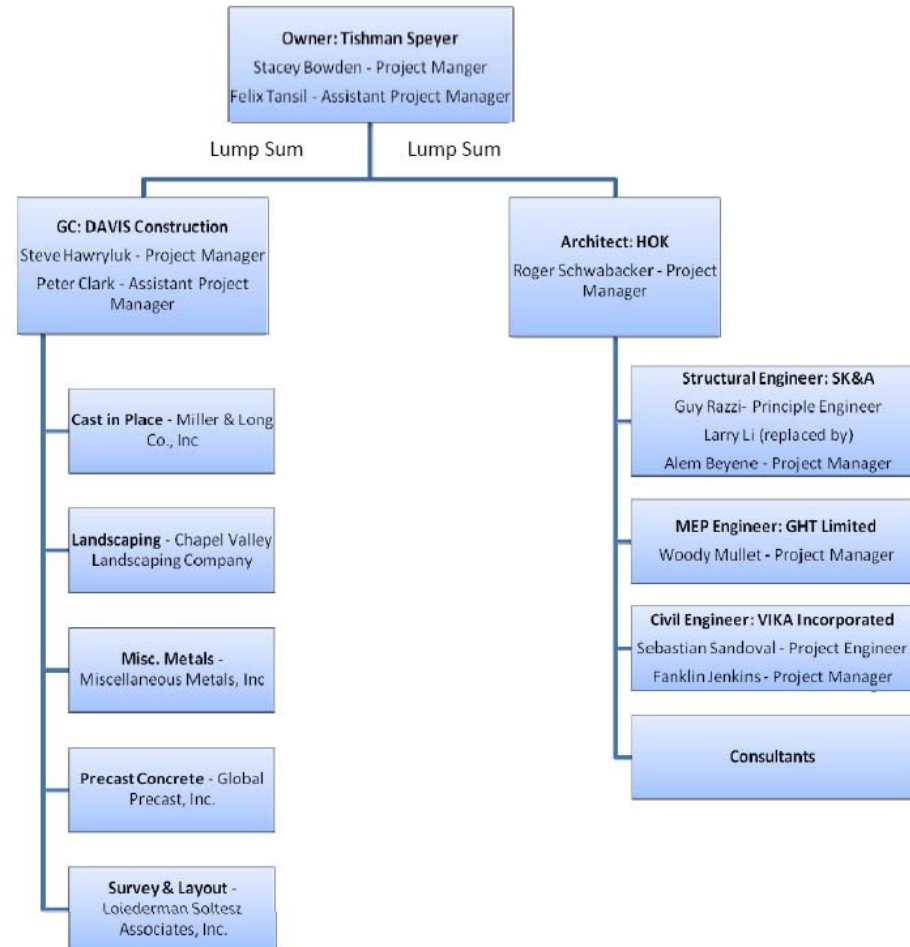 Owner: Tishman Speyer
Stacey Bowden - Project Manger
Felix Tansil - Assistant Project Manager
Lump Sum
Lump Sum
GC: DAVIS Construction
Steve Hawryluk - Project Manager
Peter Clark - Assistant Project
Manager
Cast in Place - Miller & Long
Co., Inc
Landscaping - Chapel Valley
Landscaping Company
Misc. Metals -
Miscellaneous Metals, Inc
Precast Concrete - Global
Precast, Inc.
Survey & Layout -
Loiederman Soltesz
Associates, Inc.
Architect: HOK
Roger Schwabacker - Project
Manager
Structural Engineer: SK&A
Guy Razzi- Principle Engineer
Larry Li (replaced by)
Alem Beyene - Project Manager
MEP Engineer: GHT Limited
Woody Mullet - Project Manager
Civil Engineer: VIKA Incorporated
Sebastian Sandoval - Project Engineer
Fanklin Jenkins - Project Manager
Consultants